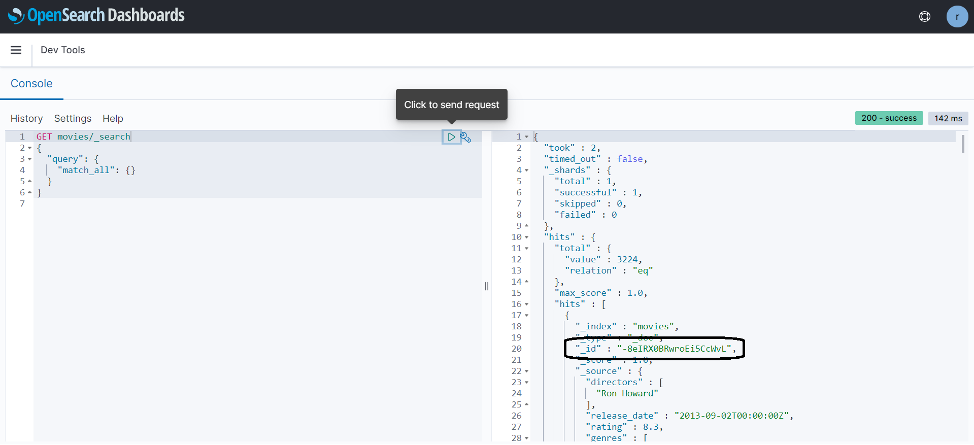 OpenSearch Dashboards
r
Dev Tools
Console
Click to send request
History Settings Help
200 - success 142 ms
1 GET movies/_search
2 {
3 "query": {
4 "match_all": {}
5 }
6 }
7
1 {
2 "took" : 2,
3 "timed_out" : false,
4 "_shards" : {
5 "total" : 1,
6 "successful" : 1,
7 "skipped" : 0,
8 "failed" : 0
9 },
10 "hits" : {
11 "total" : {
12 "value" : 3224,
13 "relation" : "eq"
14 },
15 "max_score" : 1.0,
16 "hits" : [
17 {
18 "_index" : "movies",
19 "_type" : "_doc",
20 "_id" : "-8eIRX0BRwroEi5CcWvL",
21 "_score" : 1.0,
22 "_source" : {
23 "directors" : [
24 "Ron Howard"
25 ],
26 "release_date" : "2013-09-02T00:00:00Z",
27 "rating" : 8.3,
28 "genres" : [